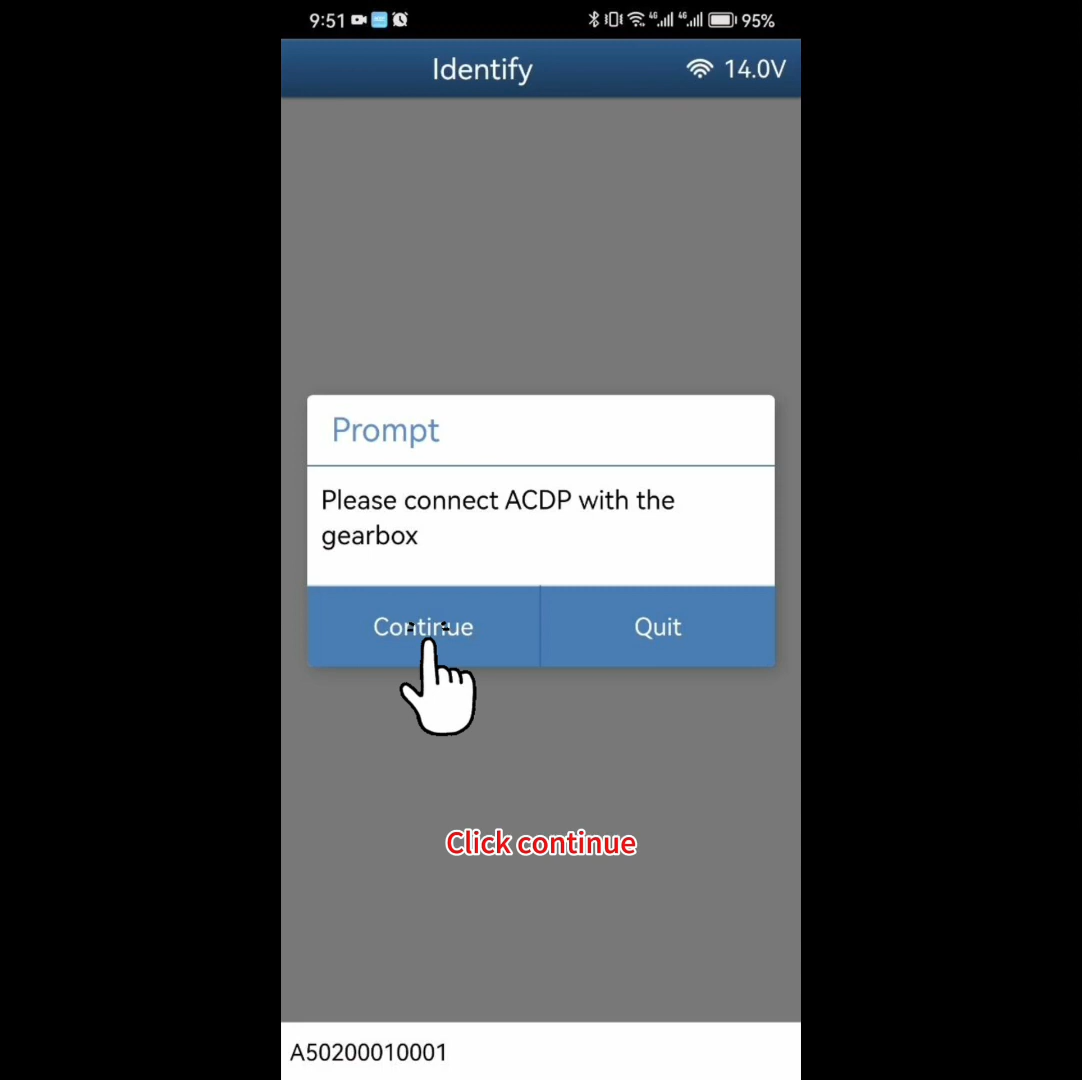 9:51 95%
Identify 14.0V
Prompt
Please connect ACDP with the
gearbox
Continue Quit
Click continue
A50200010001